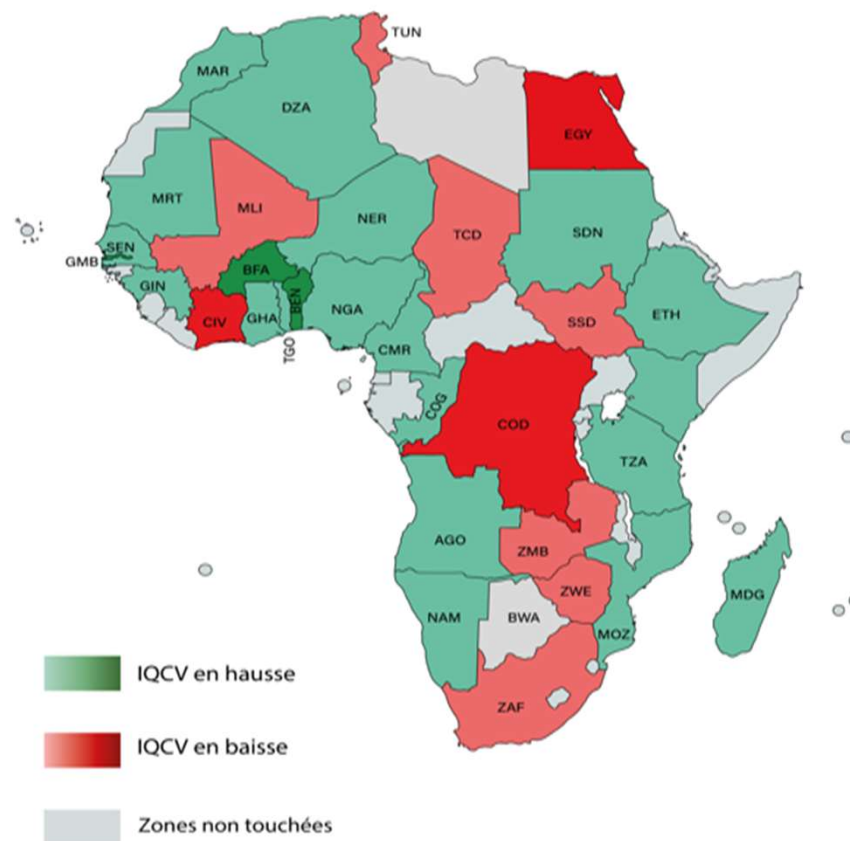 TUN
MAR
DZA
EGY
MRT
MLI
NER
TCD
SDN
SEN
GMB
BFA
GIN
BEN
NGA
CIV
GHA
SSD
ETH
TGO
CMR
COG
COD
TZA
AGO
ZMB
ZWE
MDG
NAM
BWA
MOZ
ZAF
IQCV en hausse
IQCV en baisse
Zones non touchées